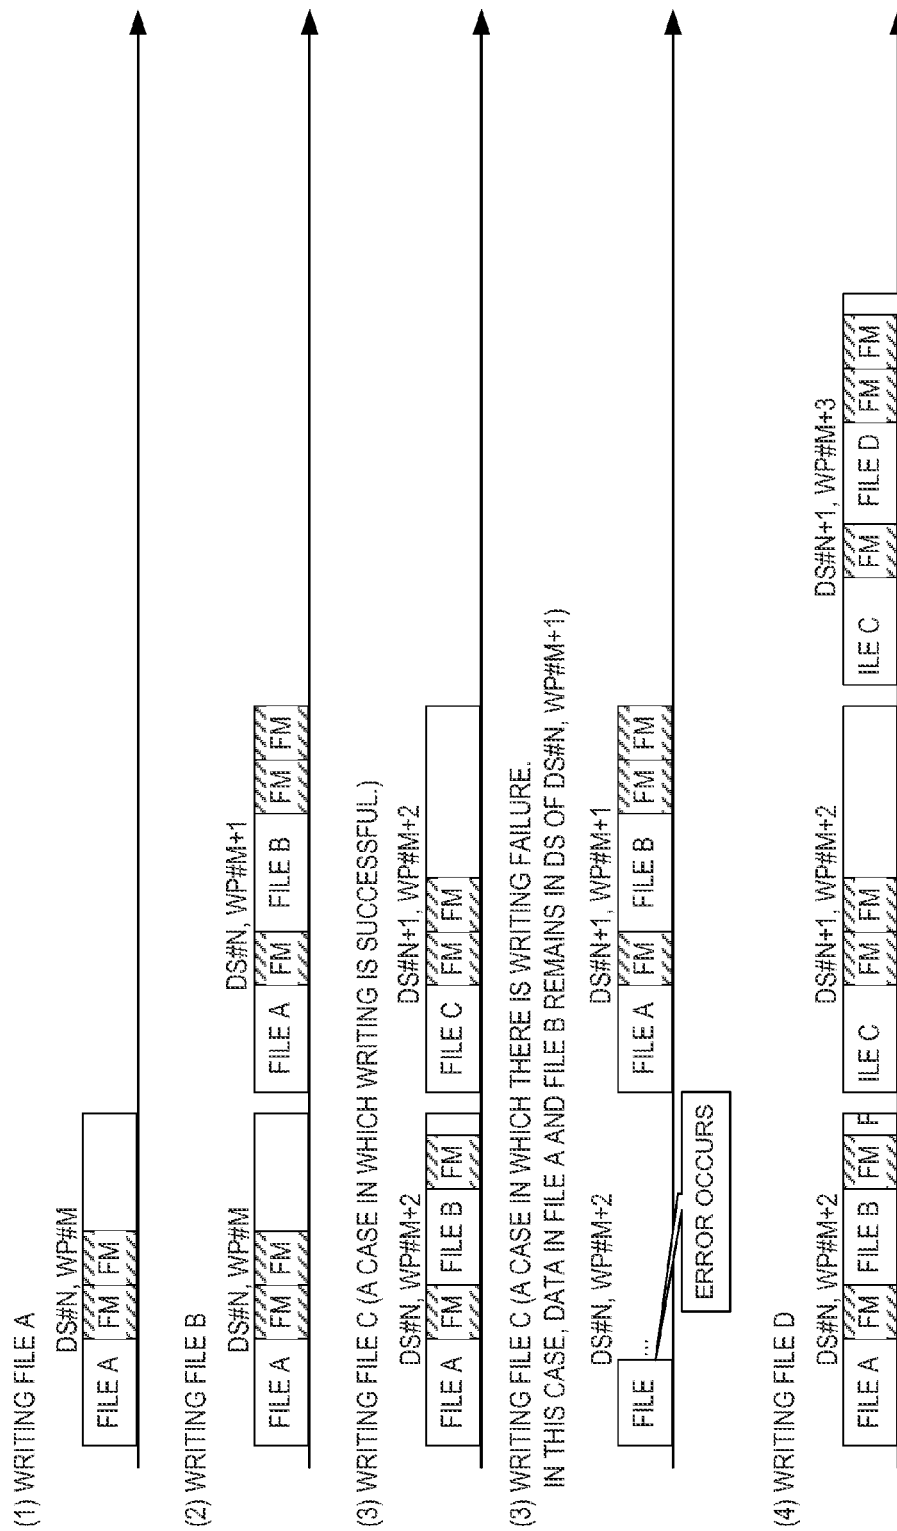 (1) WRITING FILE A
DS#N, WP#M
FILE A FM FM
(2) WRITING FILE B
DS#N, WP#M DS#N, WP#M+1
FILE A FM FM FILE A FM FILE B FM FM
(3) WRITING FILE C (A CASE IN WHICH WRITING IS SUCCESSFUL.)
DS#N, WP#M+2 DS#N+1, WP#M+2
FILE A FM FILE B FM FILE C FM FM
(3) WRITING FILE C (A CASE IN WHICH THERE IS WRITING FAILURE.
IN THIS CASE, DATA IN FILE A AND FILE B REMAINS IN DS OF DS#N, WP#M+1)
DS#N, WP#M+2 DS#N+1, WP#M+1
FILE ... FILE A FM FILE B FM FM
ERROR OCCURS
(4) WRITING FILE D
DS#N, WP#M+2 DS#N+1, WP#M+2 DS#N+1, WP#M+3
FILE A FM FILE B FM F ILE C FM FM ILE C FM FILE D FM FM